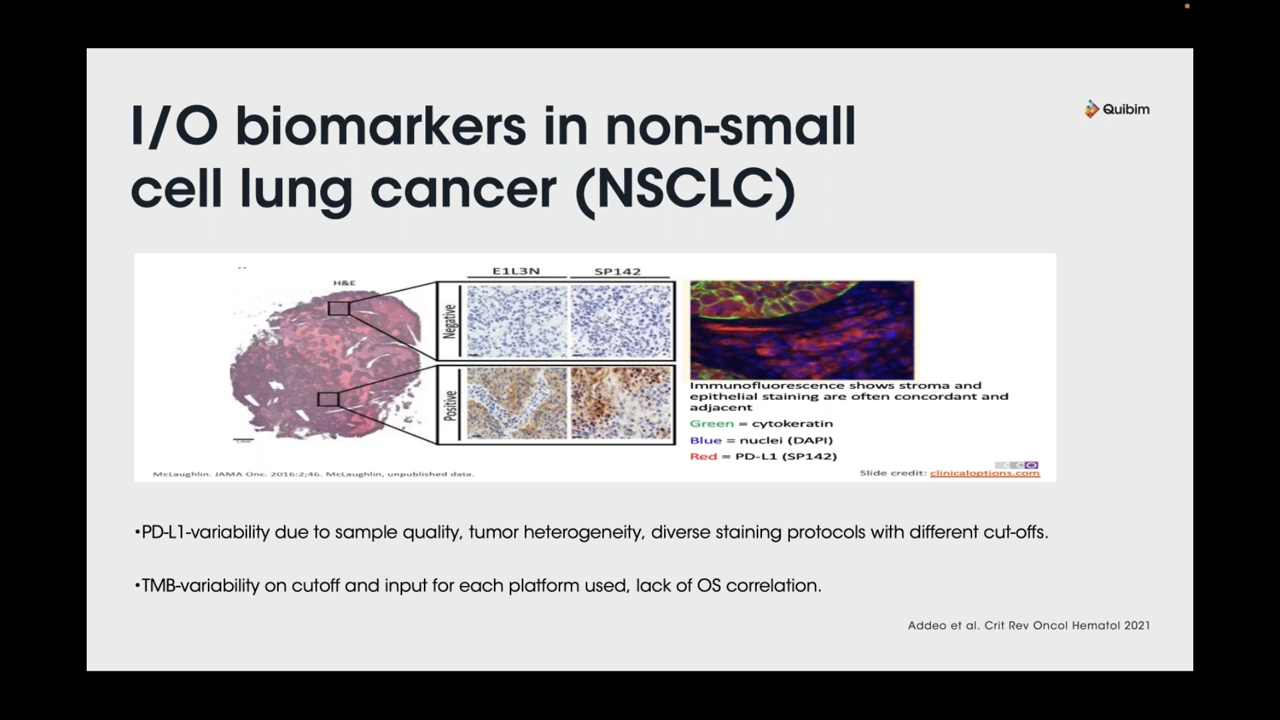 I/O biomarkers in non-small
cell lung cancer (NSCLC)
Quibim
H&E
E1L3N
SP142
Negative
Positive
Immunofluorescence shows stroma and
epithelial staining are often concordant and
adjacent
Green = cytokeratin
Blue = nuclei (DAPI)
Red = PD-L1 (SP142)
McLaughlin. JAMA Onc. 2016;2;46. McLaughlin, unpublished data.
CCO
Slide credit: clinicaloptions.com
•PD-L1-variability due to sample quality, tumor heterogeneity, diverse staining protocols with different cut-offs.
•TMB-variability on cutoff and input for each platform used, lack of OS correlation.
Addeo et al. Crit Rev Oncol Hematol 2021